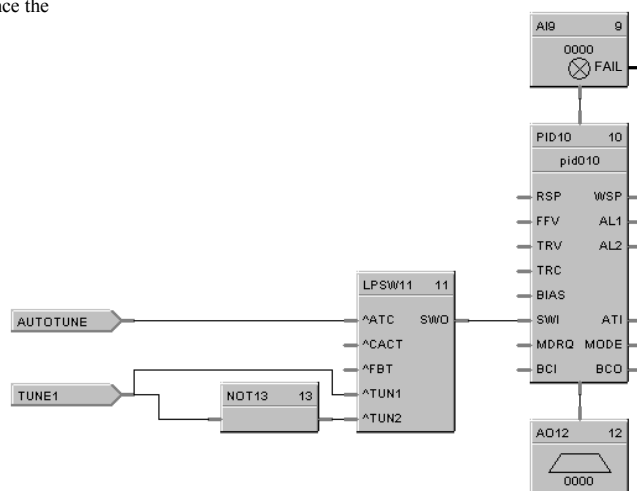 nce the
AI9 9
0000
FAIL
PID10 10
pid010
RSP WSP
FFV AL1
TRV AL2
TRC
BIAS
SWI ATI
MDRQ MODE
BCI BCO
LPSW11 11
^ATC SWO
^CACT
^FBT
^TUN1
^TUN2
AUTOTUNE
TUNE1
NOT13 13
AO12 12
0000